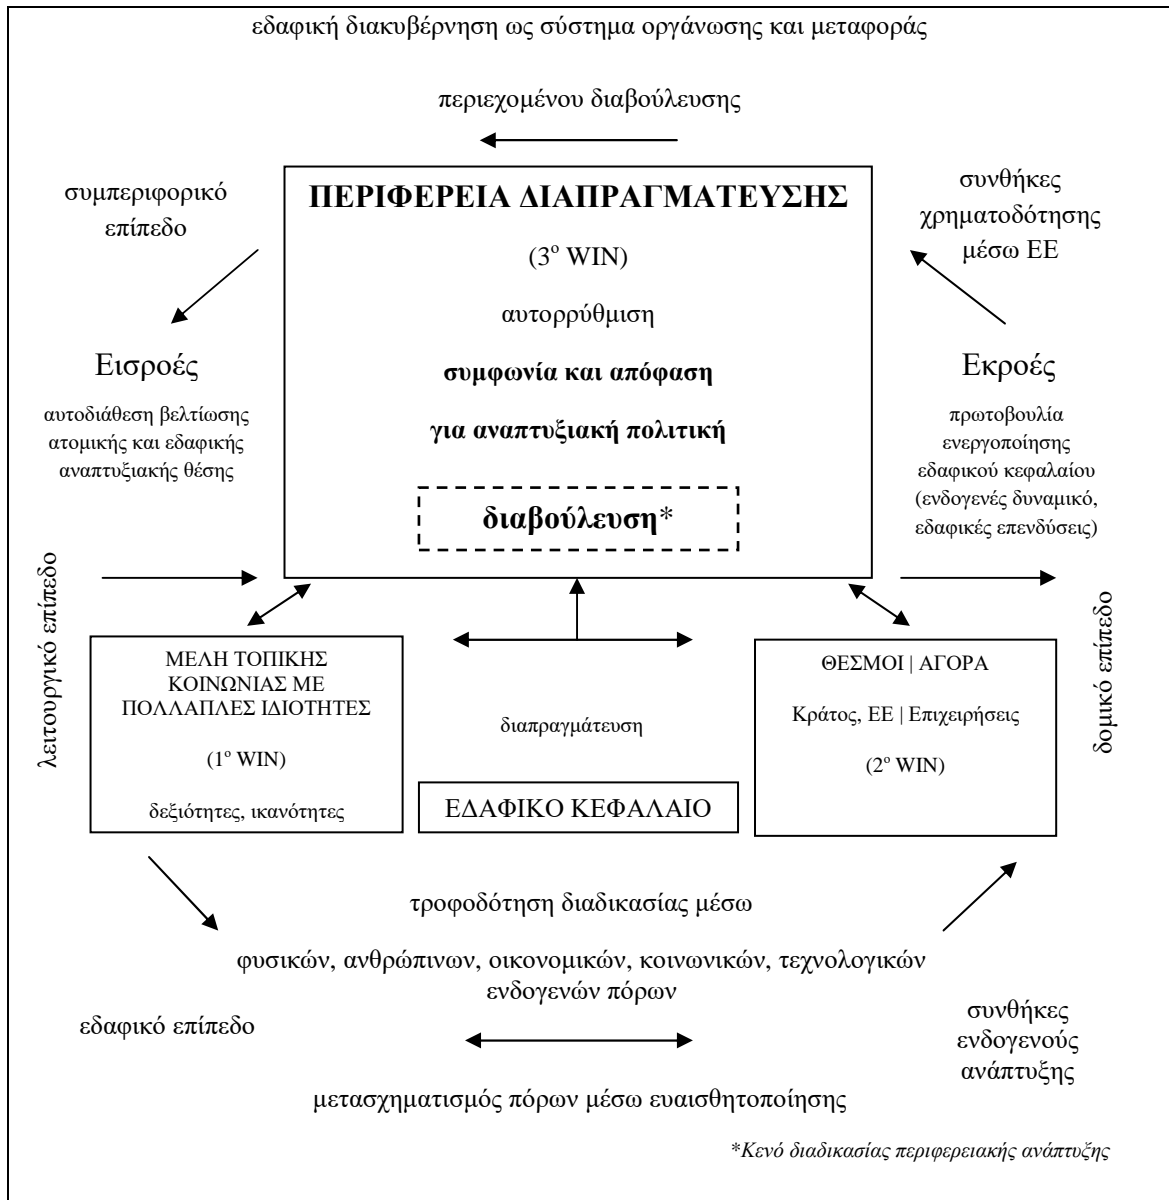 εδαφική διακυβέρνηση ως σύστημα οργάνωσης και μεταφοράς
περιεχομένου διαβούλευσης
συμπεριφορικό
επίπεδο
ΠΕΡΙΦΕΡΕΙΑ ΔΙΑΠΡΑΓΜΑΤΕΥΣΗΣ
(3ο WIN)
αυτορρύθμιση
συμφωνία και απόφαση
για αναπτυξιακή πολιτική
διαβούλευση*
συνθήκες
χρηματοδότησης
μέσω ΕΕ
Εισροές
αυτοδιάθεση βελτίωσης
ατομικής και εδαφικής
αναπτυξιακής θέσης
Εκροές
πρωτοβουλία
ενεργοποίησης
εδαφικού κεφαλαίου
(ενδογενές δυναμικό,
εδαφικές επενδύσεις)
λειτουργικό επίπεδο
ΜΕΛΗ ΤΟΠΙΚΗΣ
ΚΟΙΝΩΝΙΑΣ ΜΕ
ΠΟΛΛΑΠΛΕΣ ΙΔΙΟΤΗΤΕΣ
(1ο WIN)
δεξιότητες, ικανότητες
διαπραγμάτευση
ΕΔΑΦΙΚΟ ΚΕΦΑΛΑΙΟ
ΘΕΣΜΟΙ | ΑΓΟΡΑ
Κράτος, ΕΕ | Επιχειρήσεις
(2ο WIN)
δομικό επίπεδο
τροφοδότηση διαδικασίας μέσω
φυσικών, ανθρώπινων, οικονομικών, κοινωνικών, τεχνολογικών
ενδογενών πόρων
εδαφικό επίπεδο
συνθήκες
ενδογενούς
ανάπτυξης
μετασχηματισμός πόρων μέσω ευαισθητοποίησης
*Κενό διαδικασίας περιφερειακής ανάπτυξης